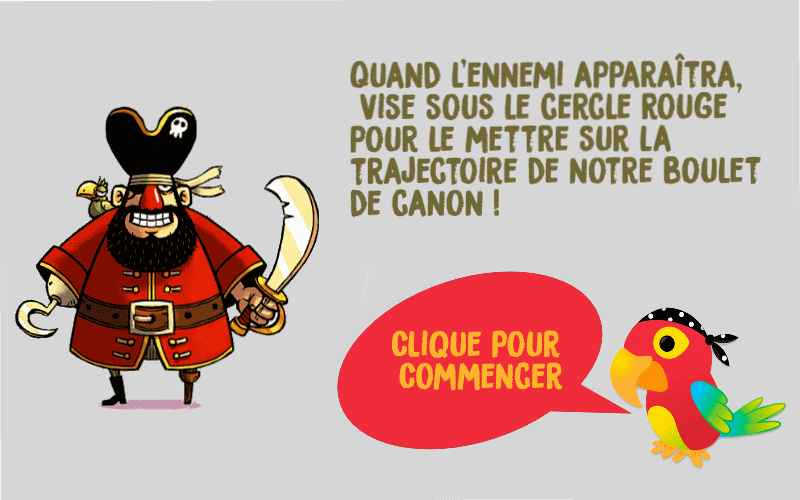 QUAND L'ENNEMI APPARAÎTRA,
VISE SOUS LE CERCLE ROUGE
POUR LE METTRE SUR LA
TRAJECTOIRE DE NOTRE BOULET
DE CANON !
CLIQUE POUR
COMMENCER